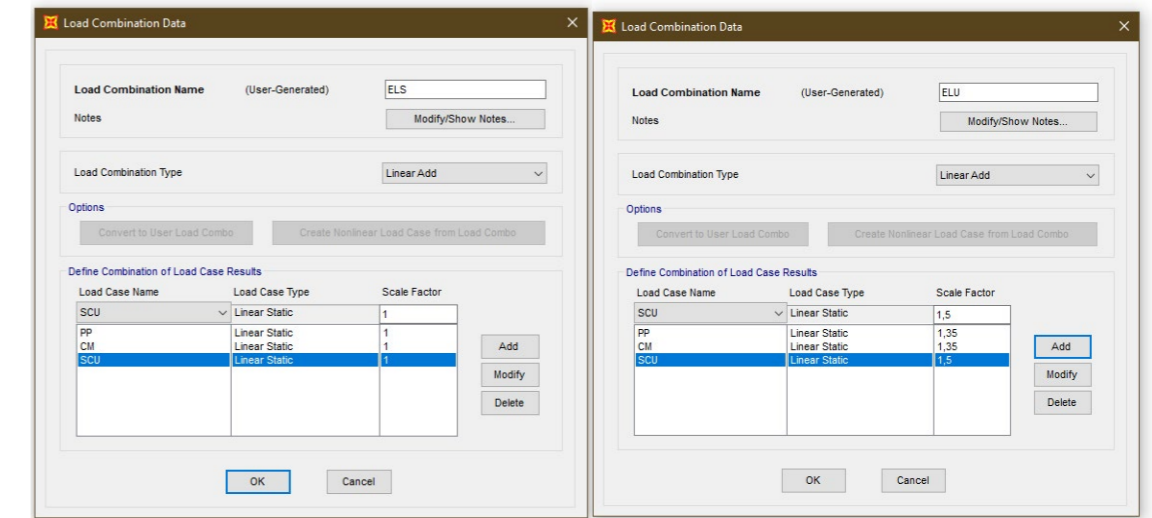 Load Combination Data
Load Combination Name (User-Generated) ELS
Notes Modify/Show Notes...
Load Combination Type Linear Add
Options
Convert to User Load Combo Create Nonlinear Load Case from Load Combo
Define Combination of Load Case Results
Load Case Name Load Case Type Scale Factor
SCU Linear Static 1
PP Linear Static 1
CM Linear Static 1
SCU Linear Static 1
Add
Modify
Delete
OK Cancel
Load Combination Data
Load Combination Name (User-Generated) ELU
Notes Modify/Show Notes...
Load Combination Type Linear Add
Options
Convert to User Load Combo Create Nonlinear Load Case from Load Combo
Define Combination of Load Case Results
Load Case Name Load Case Type Scale Factor
SCU Linear Static 1,5
PP Linear Static 1,35
CM Linear Static 1,35
SCU Linear Static 1,5
Add
Modify
Delete
OK Cancel